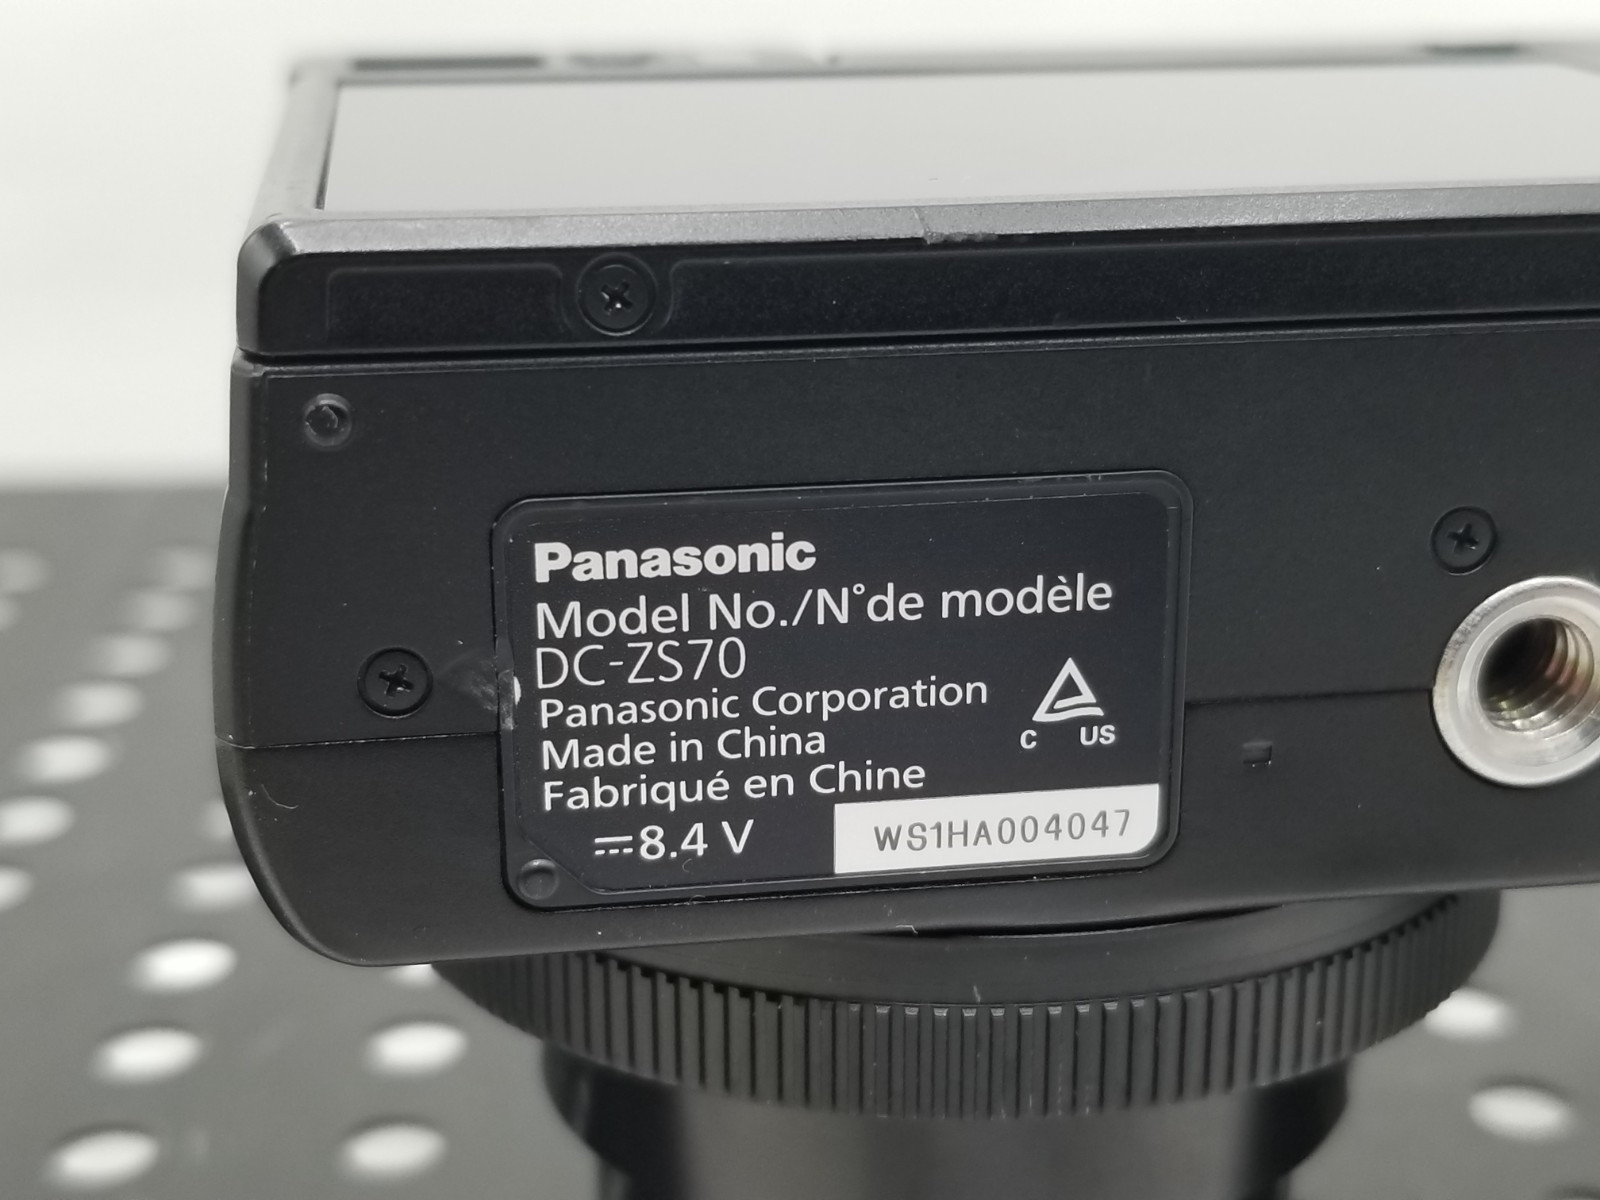 Panasonic
Model No./N°de modèle
DC-ZS70
Panasonic Corporation
Made in China
Fabriqué en Chine
C US
⎓8.4 V
WS1HA004047